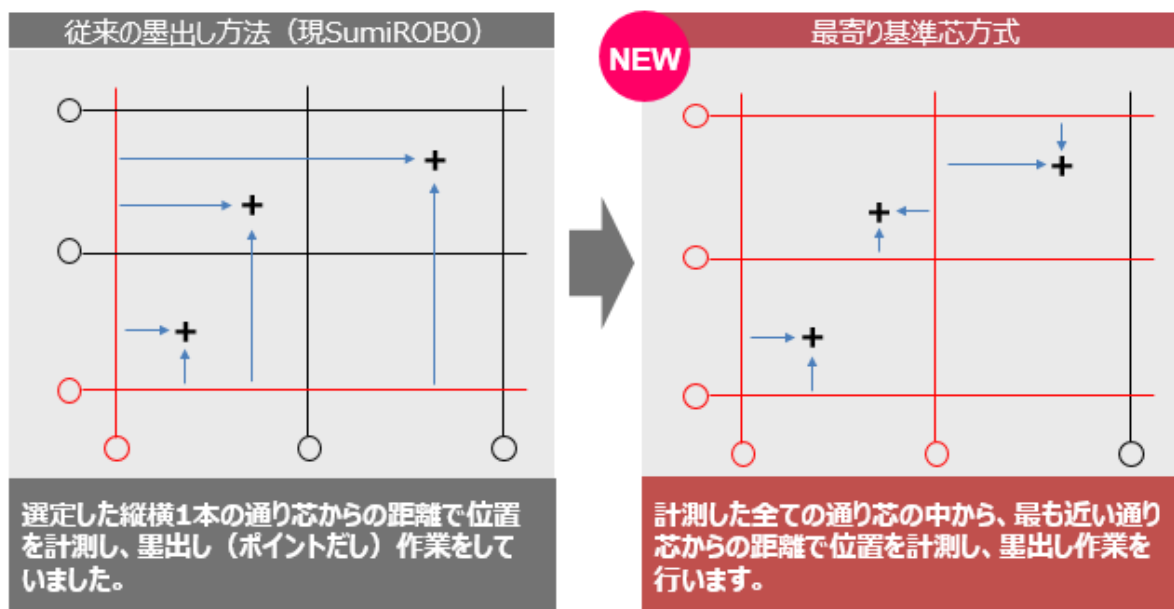 従来の墨出し方法（現SumiROBO）
NEW
最寄り基準芯方式
選定した縦横1本の通り芯からの距離で位置
を計測し、墨出し（ポイントだし）作業をして
いました。
計測した全ての通り芯の中から、最も近い通り
芯からの距離で位置を計測し、墨出し作業を
行います。